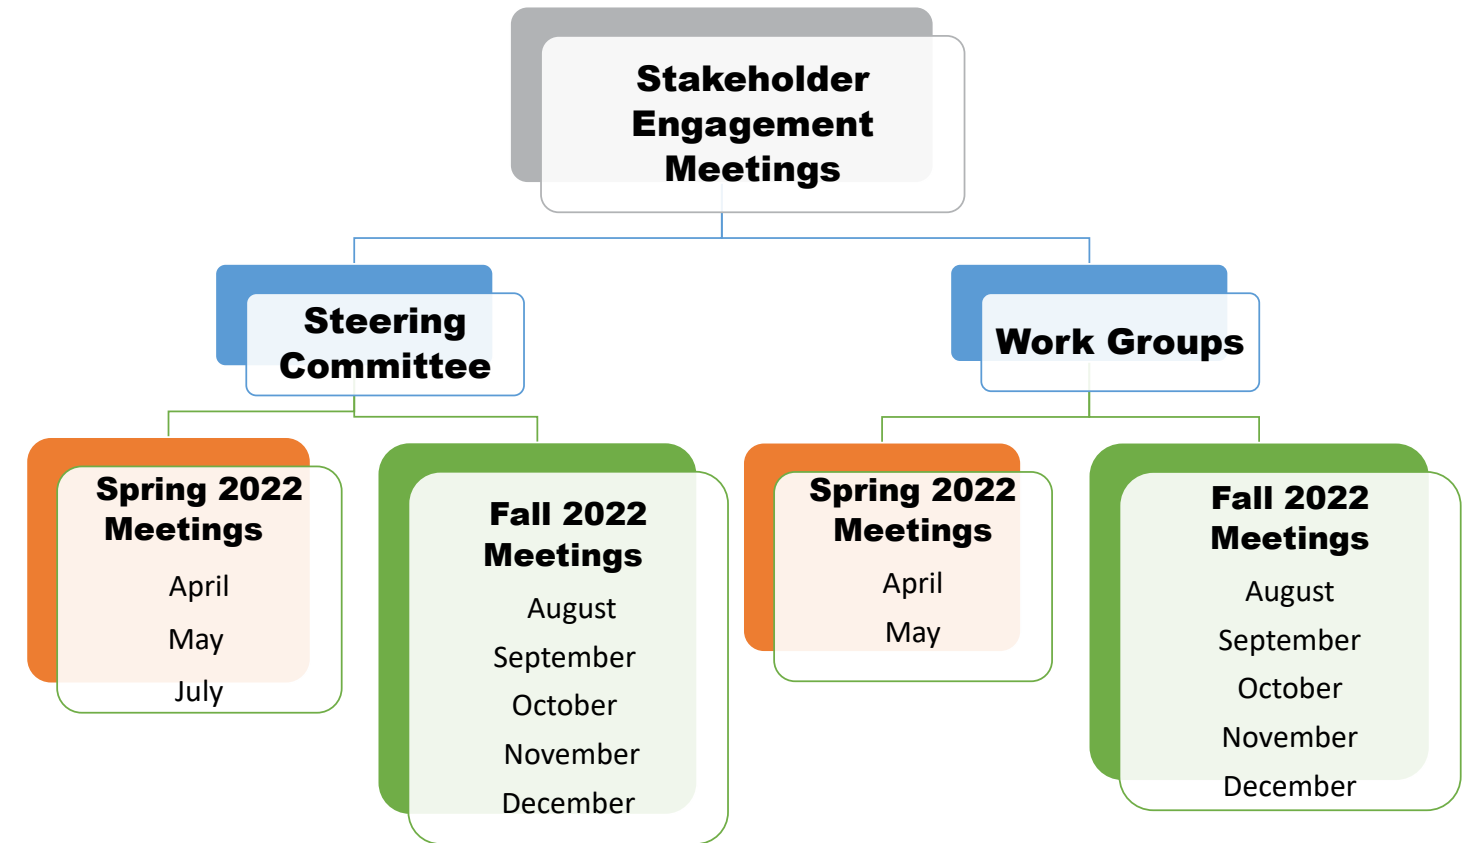 Stakeholder
Engagement
Meetings
Steering
Committee
Work Groups
Spring 2022
Meetings
April
May
July
Fall 2022
Meetings
August
September
October
November
December
Spring 2022
Meetings
April
May
Fall 2022
Meetings
August
September
October
November
December